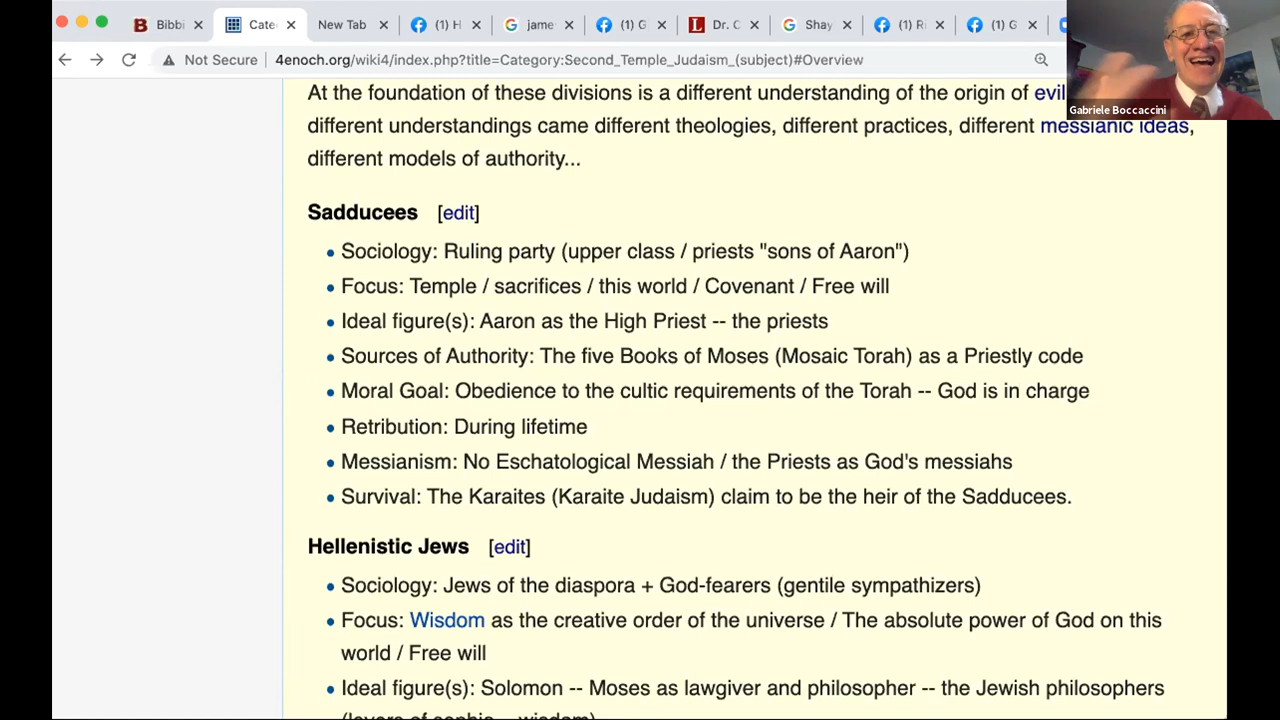 Bibbi
Cate
New Tab
(1) H
jame
(1) G
Dr. C
Shay
(1) Ri
(1) G
Not Secure
4enoch.org/wiki4/index.php?title=Category:Second_Temple_Judaism_(subject)#Overview
Gabriele Boccaccini
At the foundation of these divisions is a different understanding of the origin of evil
different understandings came different theologies, different practices, different messianic ideas,
different models of authority...
Sadducees [edit]
• Sociology: Ruling party (upper class / priests "sons of Aaron")
• Focus: Temple / sacrifices / this world / Covenant / Free will
• Ideal figure(s): Aaron as the High Priest -- the priests
• Sources of Authority: The five Books of Moses (Mosaic Torah) as a Priestly code
• Moral Goal: Obedience to the cultic requirements of the Torah -- God is in charge
• Retribution: During lifetime
• Messianism: No Eschatological Messiah / the Priests as God's messiahs
• Survival: The Karaites (Karaite Judaism) claim to be the heir of the Sadducees.
Hellenistic Jews [edit]
• Sociology: Jews of the diaspora + God-fearers (gentile sympathizers)
• Focus: Wisdom as the creative order of the universe / The absolute power of God on this
world / Free will
• Ideal figure(s): Solomon -- Moses as lawgiver and philosopher -- the Jewish philosophers